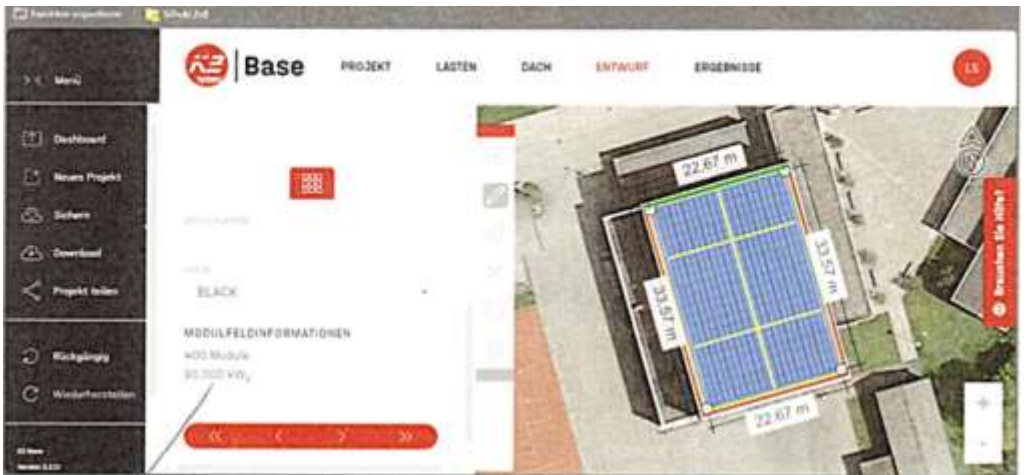 Menü
Base
PROJEKT
LASTEN
DACH
ENTWURF
ERGEBNISSE
LS
Dashboard
Neues Projekt
Sichern
Download
Projekt teilen
Rückgängig
Wiederherstellen
BLACK
MODULFELDINFORMATIONEN
400 Module
22,67 m
33,57 m
33,57 m
22,67 m
Brauchen Sie Hilfe?